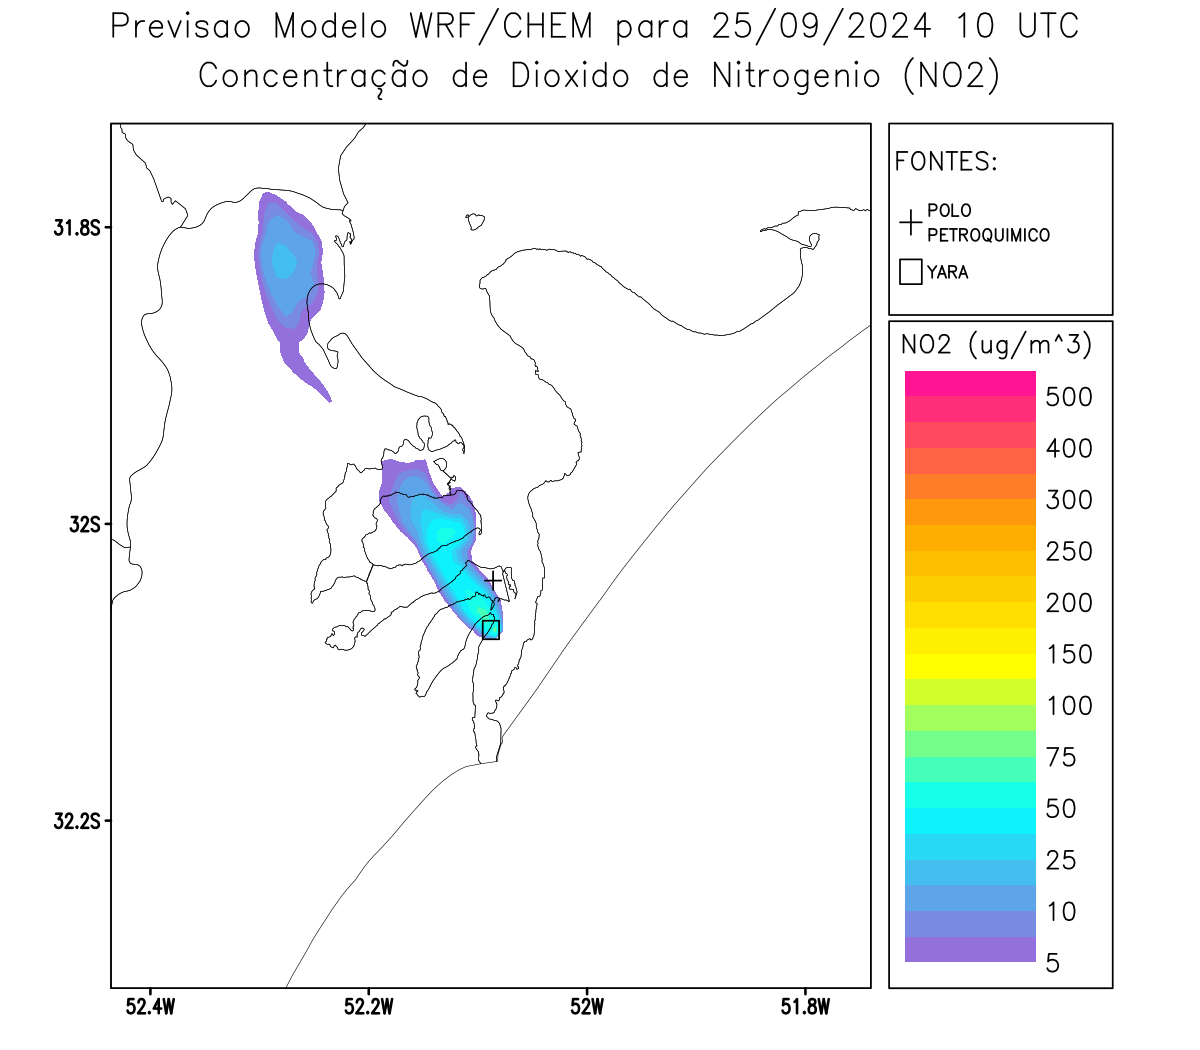 Previsao Modelo WRF/CHEM para 25/09/2024 10 UTC
Concentração de Dioxido de Nitrogenio (NO2)
FONTES:
POLO
PETROQUIMICO
YARA
NO2 (ug/m^3)
500
400
300
250
200
150
100
75
50
25
10
5
31.8S
32S
32.2S
52.4W
52.2W
52W
51.8W